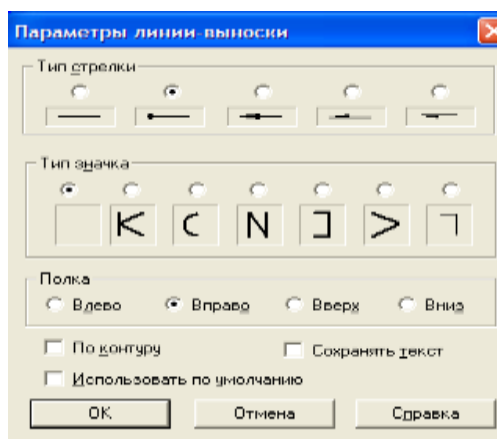 Параметры линии-выноски
Тип стрелки
Тип значка
Полка
Влево Вправо Вверх Вниз
По контуру Сохранять текст
Использовать по умолчанию
OK Отмена Справка